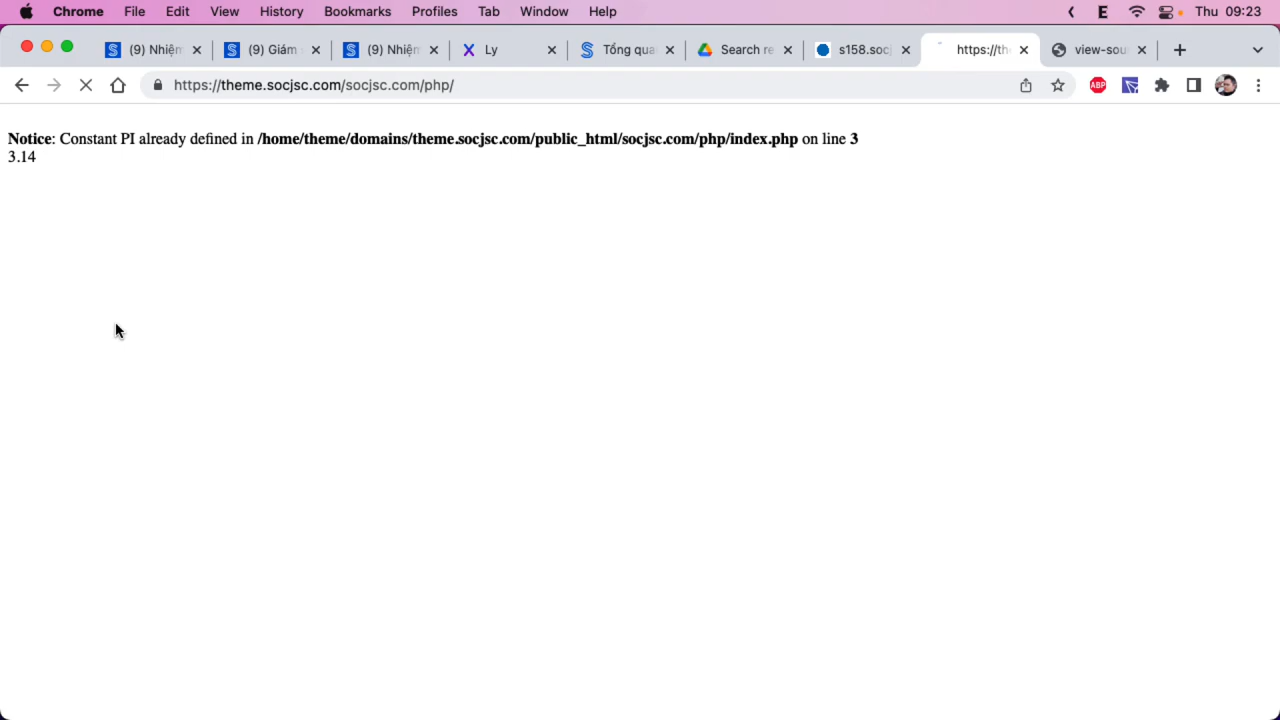 Chrome File Edit View History Bookmarks Profiles Tab Window Help E Thu 09:23
(9) Nhiệm (9) Giám (9) Nhiệm Ly Tổng qua Search re s158.socj https://th view-sou
https://theme.socjsc.com/socjsc.com/php/ ABP
Notice: Constant PI already defined in /home/theme/domains/theme.socjsc.com/public_html/socjsc.com/php/index.php on line 3
3.14